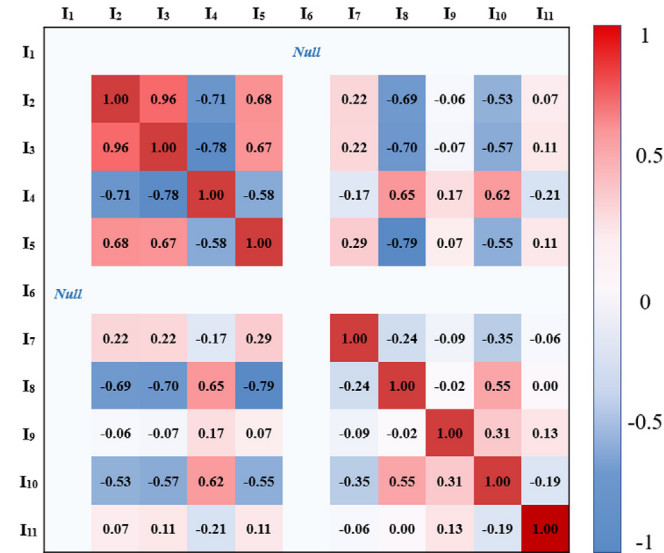 I1 I2 I3 I4 I5 I6 I7 I8 I9 I10 I11
I1 Null
I2 1.00 0.96 -0.71 0.68 0.22 -0.69 -0.06 -0.53 0.07
I3 0.96 1.00 -0.78 0.67 0.22 -0.70 -0.07 -0.57 0.11
I4 -0.71 -0.78 1.00 -0.58 -0.17 0.65 0.17 0.62 -0.21
I5 0.68 0.67 -0.58 1.00 0.29 -0.79 0.07 -0.55 0.11
I6 Null
I7 0.22 0.22 -0.17 0.29 1.00 -0.24 -0.09 -0.35 -0.06
I8 -0.69 -0.70 0.65 -0.79 -0.24 1.00 -0.02 0.55 0.00
I9 -0.06 -0.07 0.17 0.07 -0.09 -0.02 1.00 0.31 0.13
I10 -0.53 -0.57 0.62 -0.55 -0.35 0.55 0.31 1.00 -0.19
I11 0.07 0.11 -0.21 0.11 -0.06 0.00 0.13 -0.19 1.00
1
0.5
0
-0.5
-1